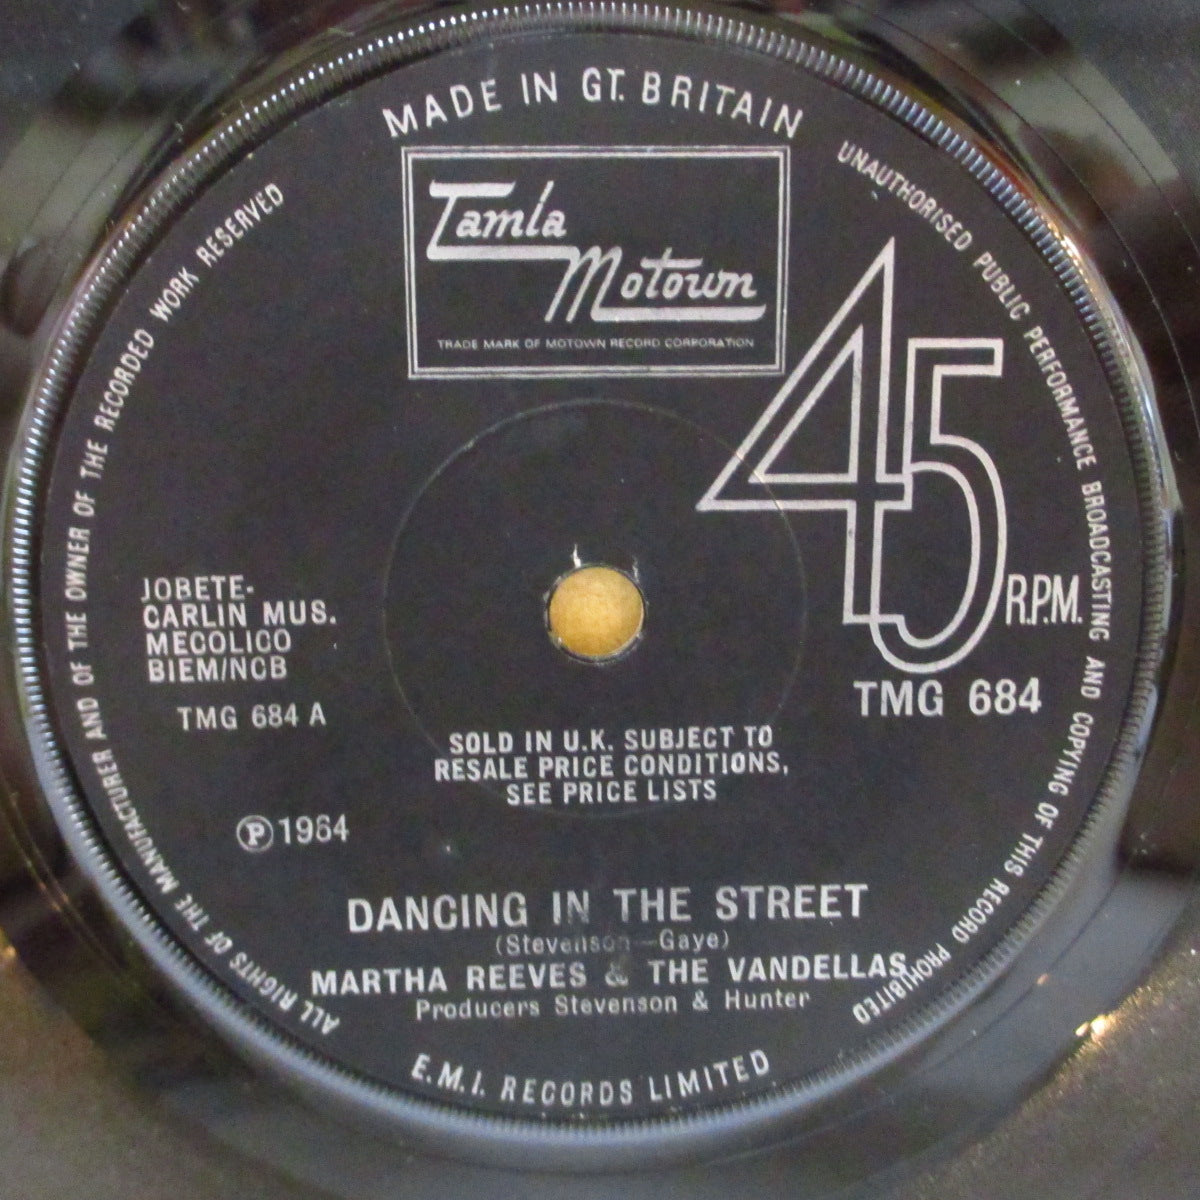 MADE IN GT. BRITAIN
Tamla
Motown
TRADE MARK OF MOTOWN RECORD CORPORATION
UNAUTHORISED PUBLIC PERFORMANCE BROADCASTING AND COPYING OF THIS RECORD PROHIBITED
ALL RIGHTS OF THE MANUFACTURER AND OF THE OWNER OF THE RECORDED WORK RESERVED
45
R.P.M.
TMG 684
JOBETE-
CARLIN MUS.
MECOLICO
BIEM/NCB
TMG 684 A
SOLD IN U.K. SUBJECT TO
RESALE PRICE CONDITIONS,
SEE PRICE LISTS
Ⓟ 1964
DANCING IN THE STREET
(Stevenson—Gaye)
MARTHA REEVES & THE VANDELLAS
Producers Stevenson & Hunter
E.M.I. RECORDS LIMITED